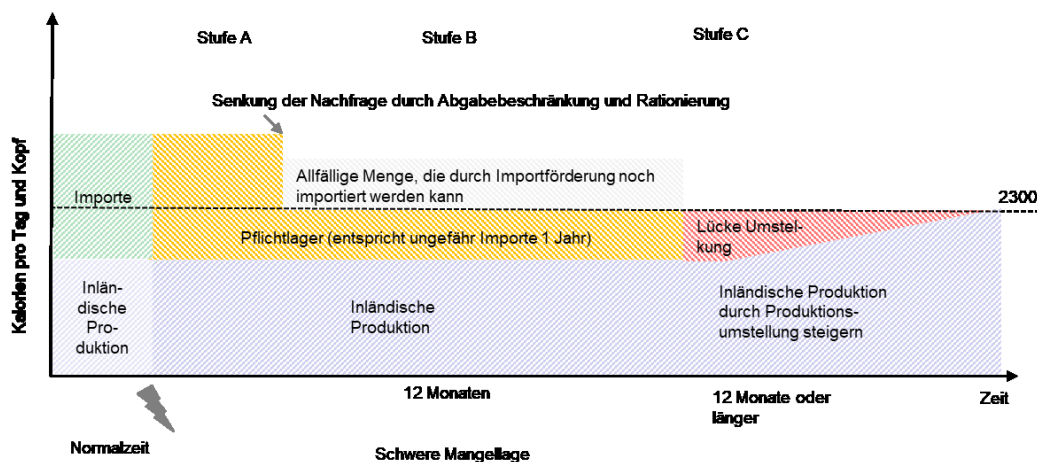 Stufe A
Stufe B
Stufe C
Senkung der Nachfrage durch Abgabebeschränkung und Rationierung
Kalorien pro Tag und Kopf
Importe
Allfällige Menge, die durch Importförderung noch
importiert werden kann
2300
Pflichtlager (entspricht ungefähr Importe 1 Jahr)
Lücke Umstel-
kung
Inlän-
dische
Pro-
duktion
Inländische
Produktion
Inländische Produktion
durch Produktions-
umstellung steigern
12 Monaten
12 Monate oder
länger
Zeit
Normalzeit
Schwere Mangellage